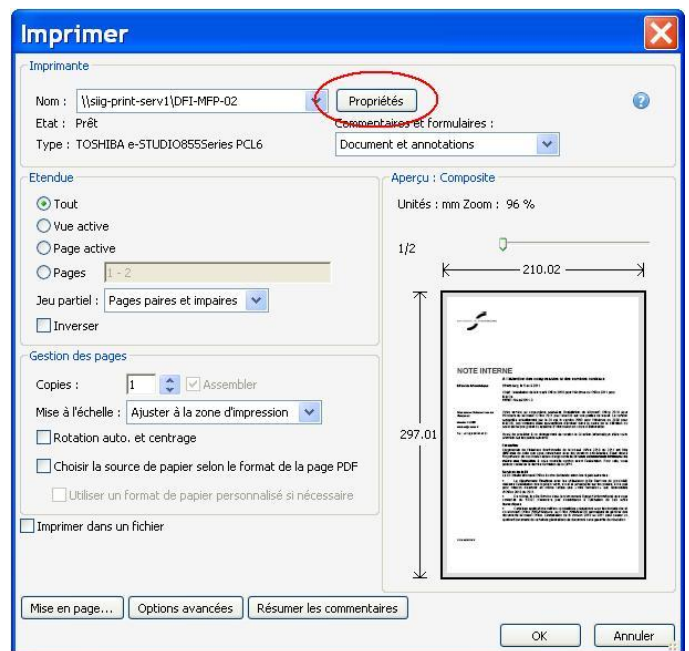 Imprimer
Imprimante
Nom : \\siig-print-serv1\DFI-MFP-02 Propriétés
Etat : Prêt Commentaires et formulaires :
Type : TOSHIBA e-STUDIO855Series PCL6 Document et annotations
Etendue
Tout
Vue active
Page active
Pages 1 - 2
Jeu partiel : Pages paires et impaires
Inverser
Gestion des pages
Copies : 1 Assembler
Mise à l'échelle : Ajuster à la zone d'impression
Rotation auto. et centrage
Choisir la source de papier selon le format de la page PDF
Utiliser un format de papier personnalisé si nécessaire
Imprimer dans un fichier
Aperçu : Composite
Unités : mm Zoom : 96 %
1/2
210.02
297.01
NOTE INTERNE
Mise en page... Options avancées Résumer les commentaires
OK Annuler